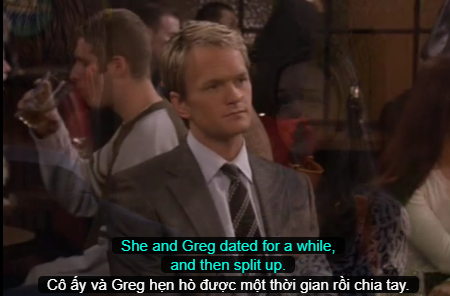 She and Greg dated for a while,
and then split up.
Cô ấy và Greg hẹn hò được một thời gian rồi chia tay.